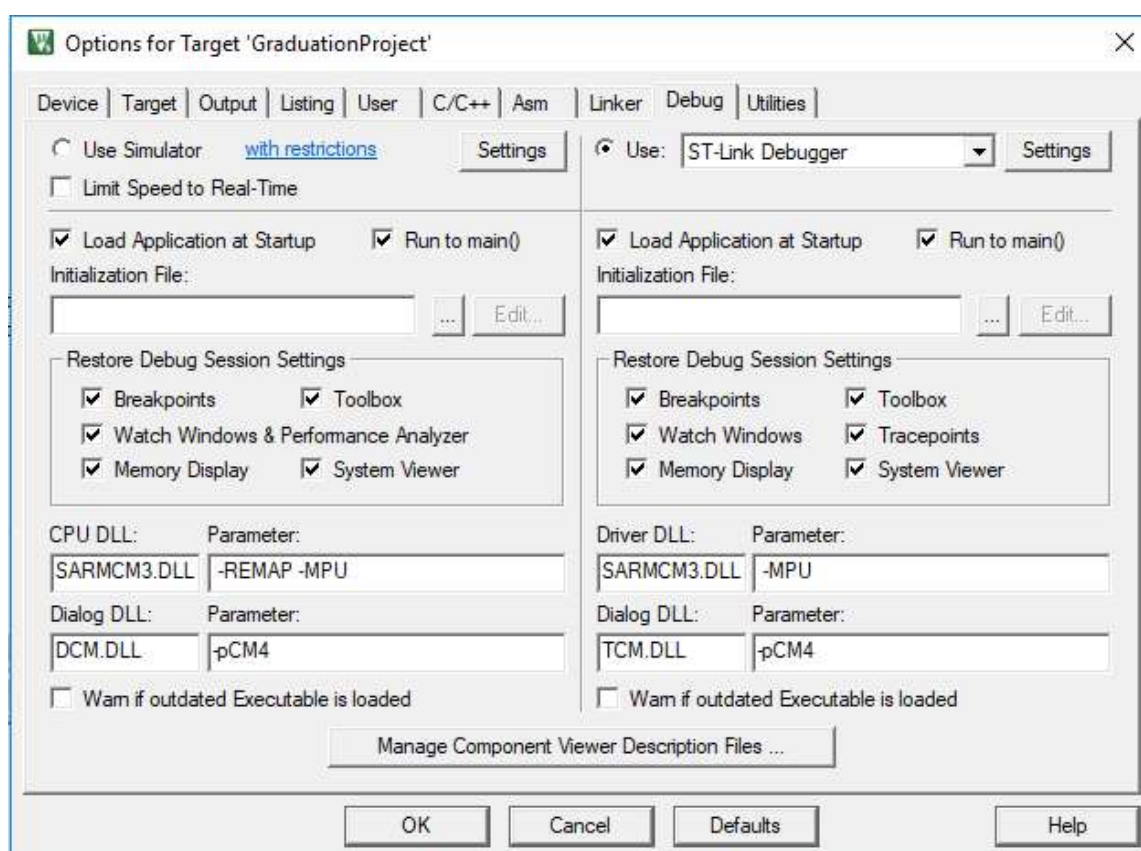 Options for Target 'GraduationProject'
Device Target Output Listing User C/C++ Asm Linker Debug Utilities
Use Simulator with restrictions Settings
Limit Speed to Real-Time
Load Application at Startup Run to main()
Initialization File:
... Edit...
Restore Debug Session Settings
Breakpoints Toolbox
Watch Windows & Performance Analyzer
Memory Display System Viewer
CPU DLL: Parameter:
SARMCM3.DLL -REMAP -MPU
Dialog DLL: Parameter:
DCM.DLL -pCM4
Warn if outdated Executable is loaded
Use: ST-Link Debugger Settings
Load Application at Startup Run to main()
Initialization File:
... Edit...
Restore Debug Session Settings
Breakpoints Toolbox
Watch Windows Tracepoints
Memory Display System Viewer
Driver DLL: Parameter:
SARMCM3.DLL -MPU
Dialog DLL: Parameter:
TCM.DLL -pCM4
Warn if outdated Executable is loaded
Manage Component Viewer Description Files ...
OK Cancel Defaults Help